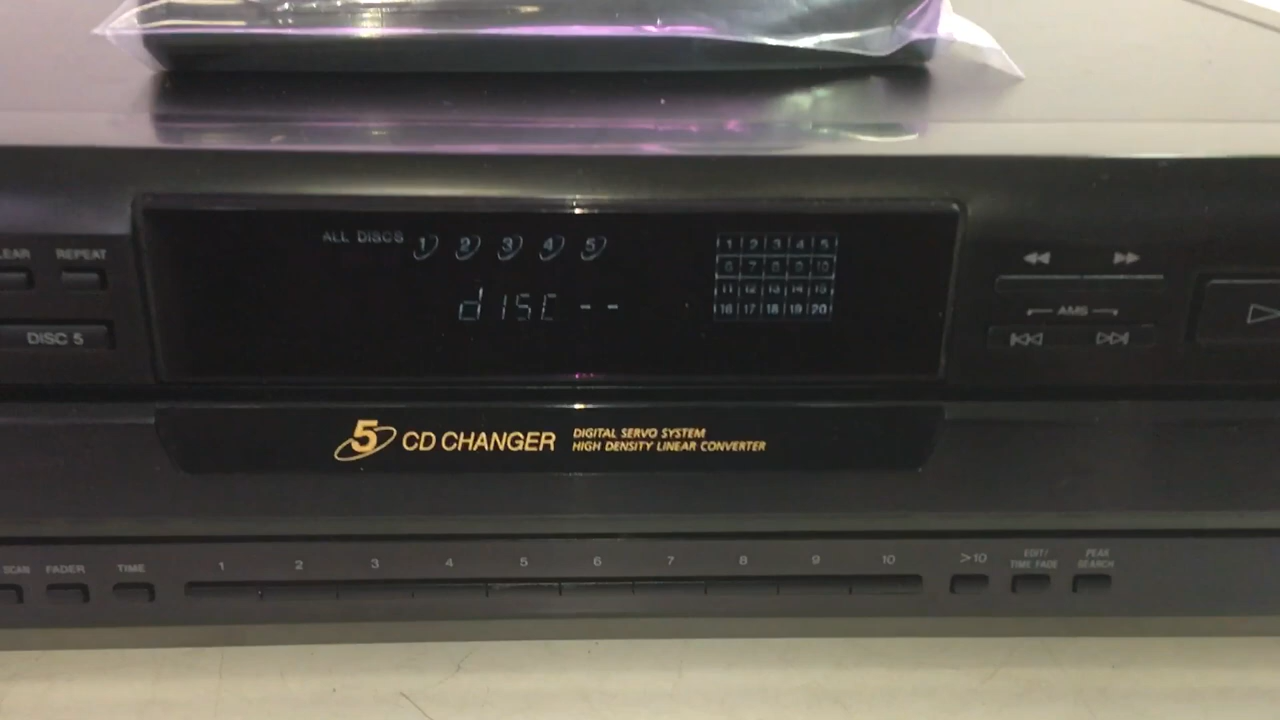 CLEAR REPEAT
DISC 5
ALL DISCS 1 2 3 4 5
dISC --
1 2 3 4 5
6 7 8 9 10
11 12 13 14 15
16 17 18 19 20
AMS
5 CD CHANGER
DIGITAL SERVO SYSTEM
HIGH DENSITY LINEAR CONVERTER
SCAN FADER TIME
1 2 3 4 5 6 7 8 9 10 >10
EDIT/
TIME FADE
PEAK
SEARCH